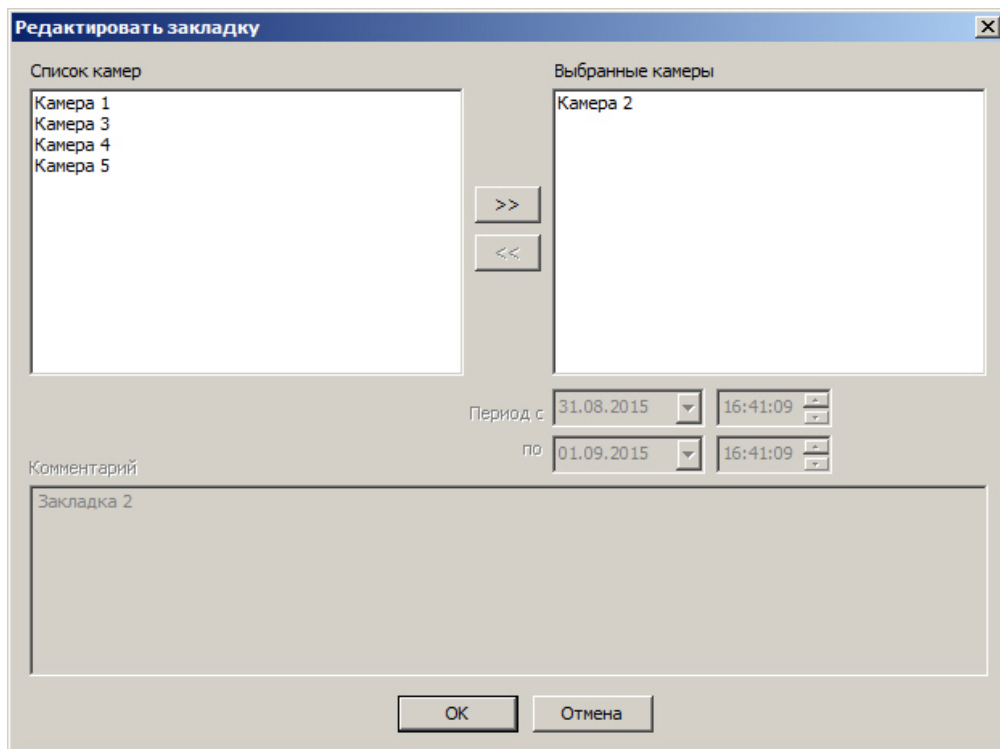 Редактировать закладку
Список камер
Выбранные камеры
Камера 1
Камера 3
Камера 4
Камера 5
Камера 2
>>
<<
Период с 31.08.2015 16:41:09
по 01.09.2015 16:41:09
Комментарий
Закладка 2
OK
Отмена